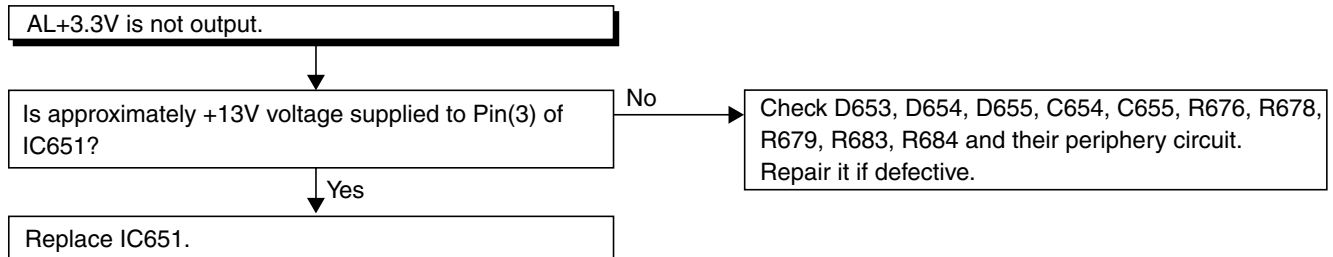 AL+3.3V is not output.
Is approximately +13V voltage supplied to Pin(3) of
IC651?
No
Check D653, D654, D655, C654, C655, R676, R678,
R679, R683, R684 and their periphery circuit.
Repair it if defective.
Yes
Replace IC651.